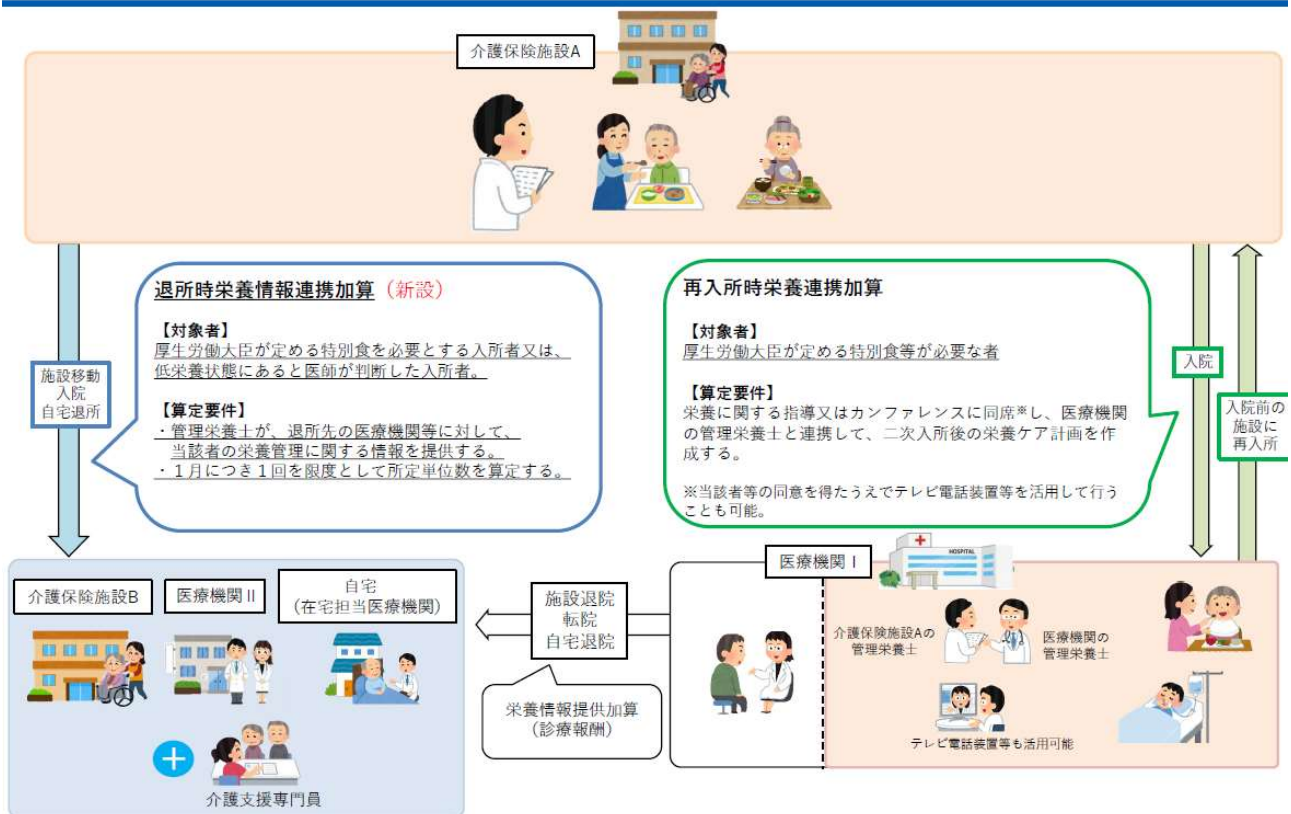 介護保険施設A
退所時栄養情報連携加算（新設）
【対象者】
厚生労働大臣が定める特別食を必要とする入所者又は、
低栄養状態にあると医師が判断した入所者。
【算定要件】
・管理栄養士が、退所先の医療機関等に対して、
当該者の栄養管理に関する情報を提供する。
・１月につき１回を限度として所定単位数を算定する。
施設移動
入院
自宅退所
再入所時栄養連携加算
【対象者】
厚生労働大臣が定める特別食等が必要な者
【算定要件】
栄養に関する指導又はカンファレンスに同席※し、医療機関
の管理栄養士と連携して、二次入所後の栄養ケア計画を作
成する。
※当該者等の同意を得たうえでテレビ電話装置等を活用して行う
ことも可能。
入院
入院前の
施設に
再入所
介護保険施設B
医療機関Ⅱ
自宅
(在宅担当医療機関)
介護支援専門員
施設退院
転院
自宅退院
栄養情報提供加算
(診療報酬)
医療機関Ⅰ
HOSPITAL
介護保険施設Aの
管理栄養士
医療機関の
管理栄養士
テレビ電話装置等も活用可能